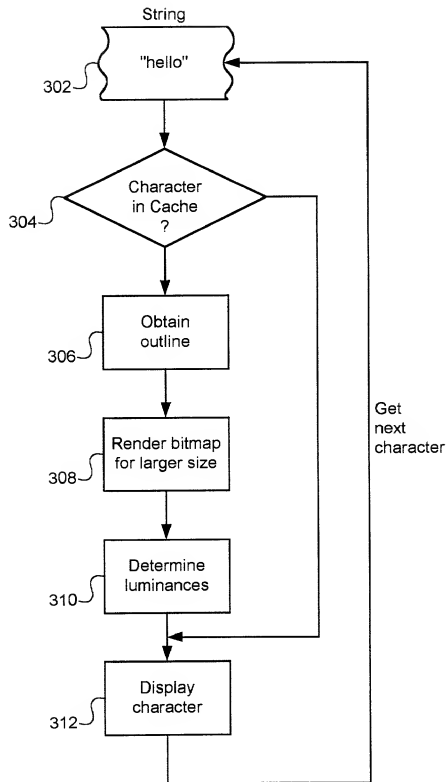 String
"hello"
302
Character
in Cache
?
304
Obtain
outline
306
Render bitmap
for larger size
308
Get
next
character
Determine
luminances
310
Display
character
312